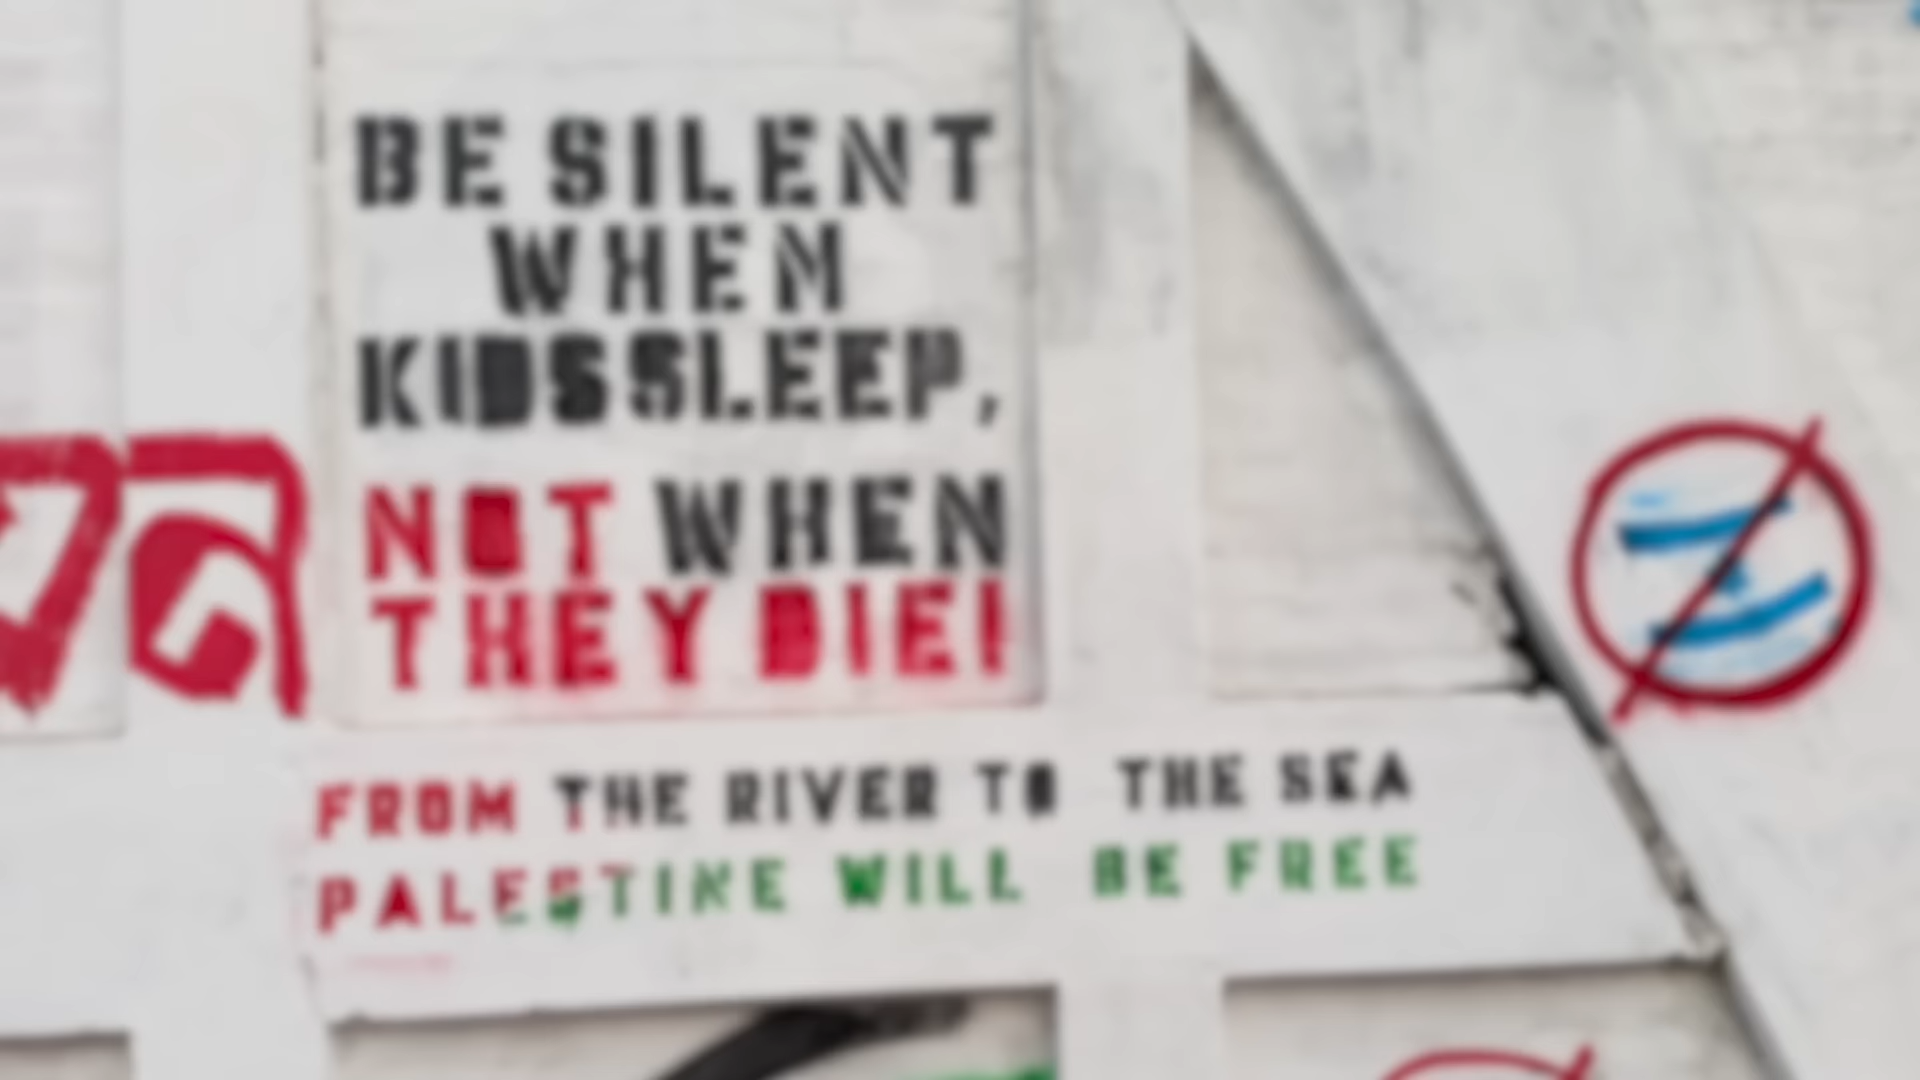 BE SILENT
WHEN
KIDS SLEEP,
NOT WHEN
THEY DIE!
FROM THE RIVER TO THE SEA
PALESTINE WILL BE FREE